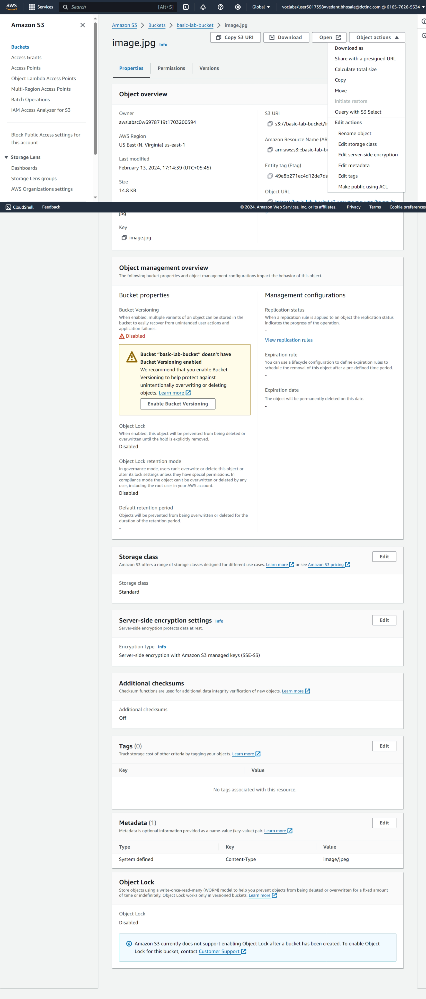 aws
Services
Search [Alt+S]
Global
voclabs/user3017358=vedant.bhosale@dctinc.com @ 6165-7626-5634
Amazon S3
Buckets
Access Grants
Access Points
Object Lambda Access Points
Multi-Region Access Points
Batch Operations
IAM Access Analyzer for S3
Block Public Access settings for
this account
Storage Lens
Dashboards
Storage Lens groups
AWS Organizations settings
CloudShell
Feedback
© 2024, Amazon Web Services, Inc. or its affiliates.
Privacy
Terms
Cookie preferences
Amazon S3
Buckets
basic-lab-bucket
image.jpg
image.jpg Info
Copy S3 URI
Download
Open
Object actions
Download as
Share with a presigned URL
Calculate total size
Copy
Move
Initiate restore
Query with S3 Select
Edit actions
Rename object
Edit storage class
Edit server-side encryption
Edit metadata
Edit tags
Make public using ACL
Properties
Permissions
Versions
Object overview
Owner
awslabsc0w6978719t1703200594
AWS Region
US East (N. Virginia) us-east-1
Last modified
February 13, 2024, 17:14:39 (UTC+05:45)
Size
14.8 KB
jpg
Key
image.jpg
S3 URI
s3://basic-lab-bucket/i
Amazon Resource Name (AR
arn:aws:s3:::basic-lab-b
Entity tag (Etag)
49e8b271ec4d12de7da
Object URL
https://basic-lab-bucket.s3.amazonaws.com/image.jp
Object management overview
The following bucket properties and object management configurations impact the behavior of this object.
Bucket properties
Bucket Versioning
When enabled, multiple variants of an object can be stored in the
bucket to easily recover from unintended user actions and
application failures.
Disabled
Bucket “basic-lab-bucket” doesn’t have
Bucket Versioning enabled
We recommend that you enable Bucket
Versioning to help protect against
unintentionally overwriting or deleting
objects. Learn more
Enable Bucket Versioning
Object Lock
When enabled, this object will be prevented from being deleted or
overwritten until the hold is explicitly removed.
Disabled
Object Lock retention mode
In governance mode, users can't overwrite or delete this object or
alter its lock settings unless they have special permissions. In
compliance mode the object can't be overwritten or deleted by any
user, including the root user in your AWS account.
Disabled
Default retention period
Objects will be prevented from being overwritten or deleted for the
duration of the retention period.
-
Management configurations
Replication status
When a replication rule is applied to an object the replication status
indicates the progress of the operation.
-
View replication rules
Expiration rule
You can use a lifecycle configuration to define expiration rules to
schedule the removal of this object after a pre-defined time period.
-
Expiration date
The object will be permanently deleted on this date.
-
Storage class
Edit
Amazon S3 offers a range of storage classes designed for different use cases. Learn more or see Amazon S3 pricing
Storage class
Standard
Server-side encryption settings Info
Edit
Server-side encryption protects data at rest.
Encryption type Info
Server-side encryption with Amazon S3 managed keys (SSE-S3)
Additional checksums
Checksum functions are used for additional data integrity verification of new objects. Learn more
Additional checksums
Off
Tags (0)
Edit
Track storage cost of other criteria by tagging your objects. Learn more
Key Value
No tags associated with this resource.
Metadata (1)
Edit
Metadata is optional information provided as a name-value (key-value) pair. Learn more
Type Key Value
System defined Content-Type image/jpeg
Object Lock
Store objects using a write-once-read-many (WORM) model to help you prevent objects from being deleted or overwritten for a fixed amount
of time or indefinitely. Object Lock works only in versioned buckets. Learn more
Object Lock
Disabled
Amazon S3 currently does not support enabling Object Lock after a bucket has been created. To enable Object
Lock for this bucket, contact Customer Support